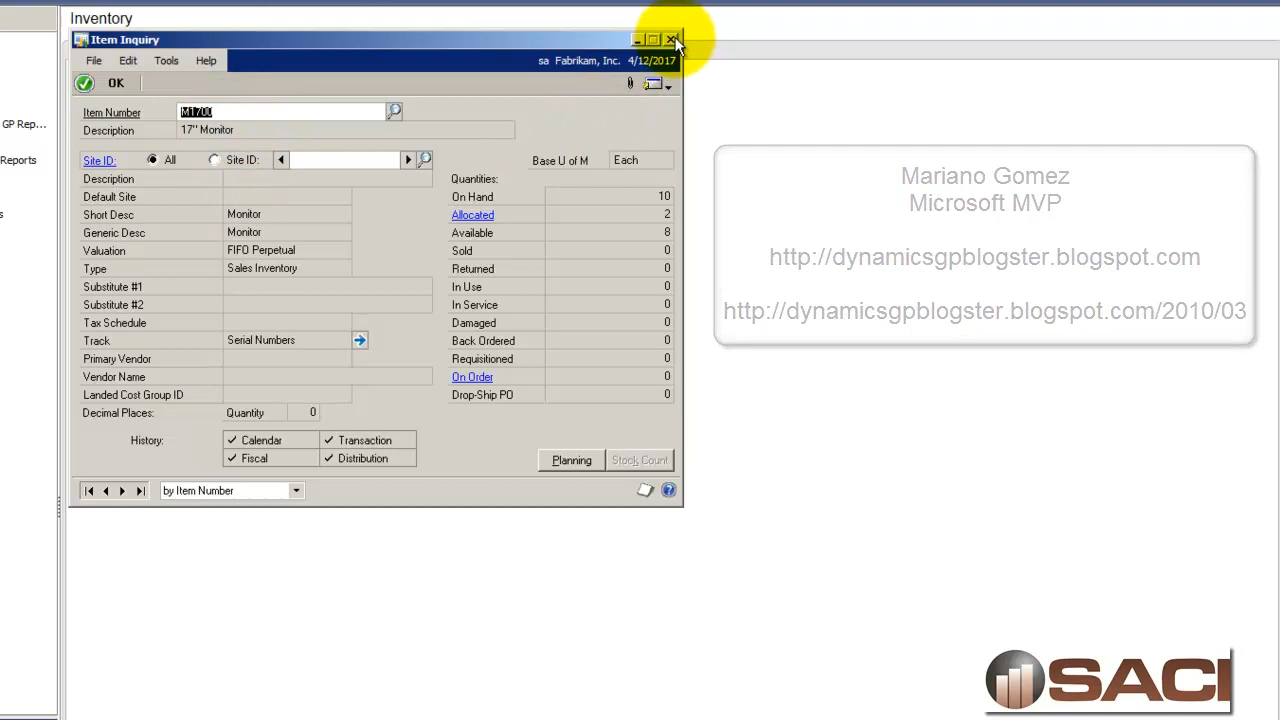 Inventory
Item Inquiry
File Edit Tools Help
sa Fabrikam, Inc. 4/12/2017
OK
GP Rep...
Reports
Item Number M1700
Description 17" Monitor
Site ID: All Site ID:
Base U of M Each
Description
Quantities:
Default Site
On Hand 10
Short Desc Monitor
Allocated 2
Generic Desc Monitor
Available 8
Valuation FIFO Perpetual
Sold 0
Type Sales Inventory
Returned 0
Substitute #1
In Use 0
Substitute #2
In Service 0
Tax Schedule
Damaged 0
Track Serial Numbers
Back Ordered 0
Primary Vendor
Requisitioned 0
Vendor Name
On Order 0
Landed Cost Group ID
Drop-Ship PO 0
Decimal Places: Quantity 0
History: Calendar Transaction
Fiscal Distribution
Planning Stock Count
by Item Number
Mariano Gomez
Microsoft MVP
http://dynamicsgpblogster.blogspot.com
http://dynamicsgpblogster.blogspot.com/2010/03
SACI